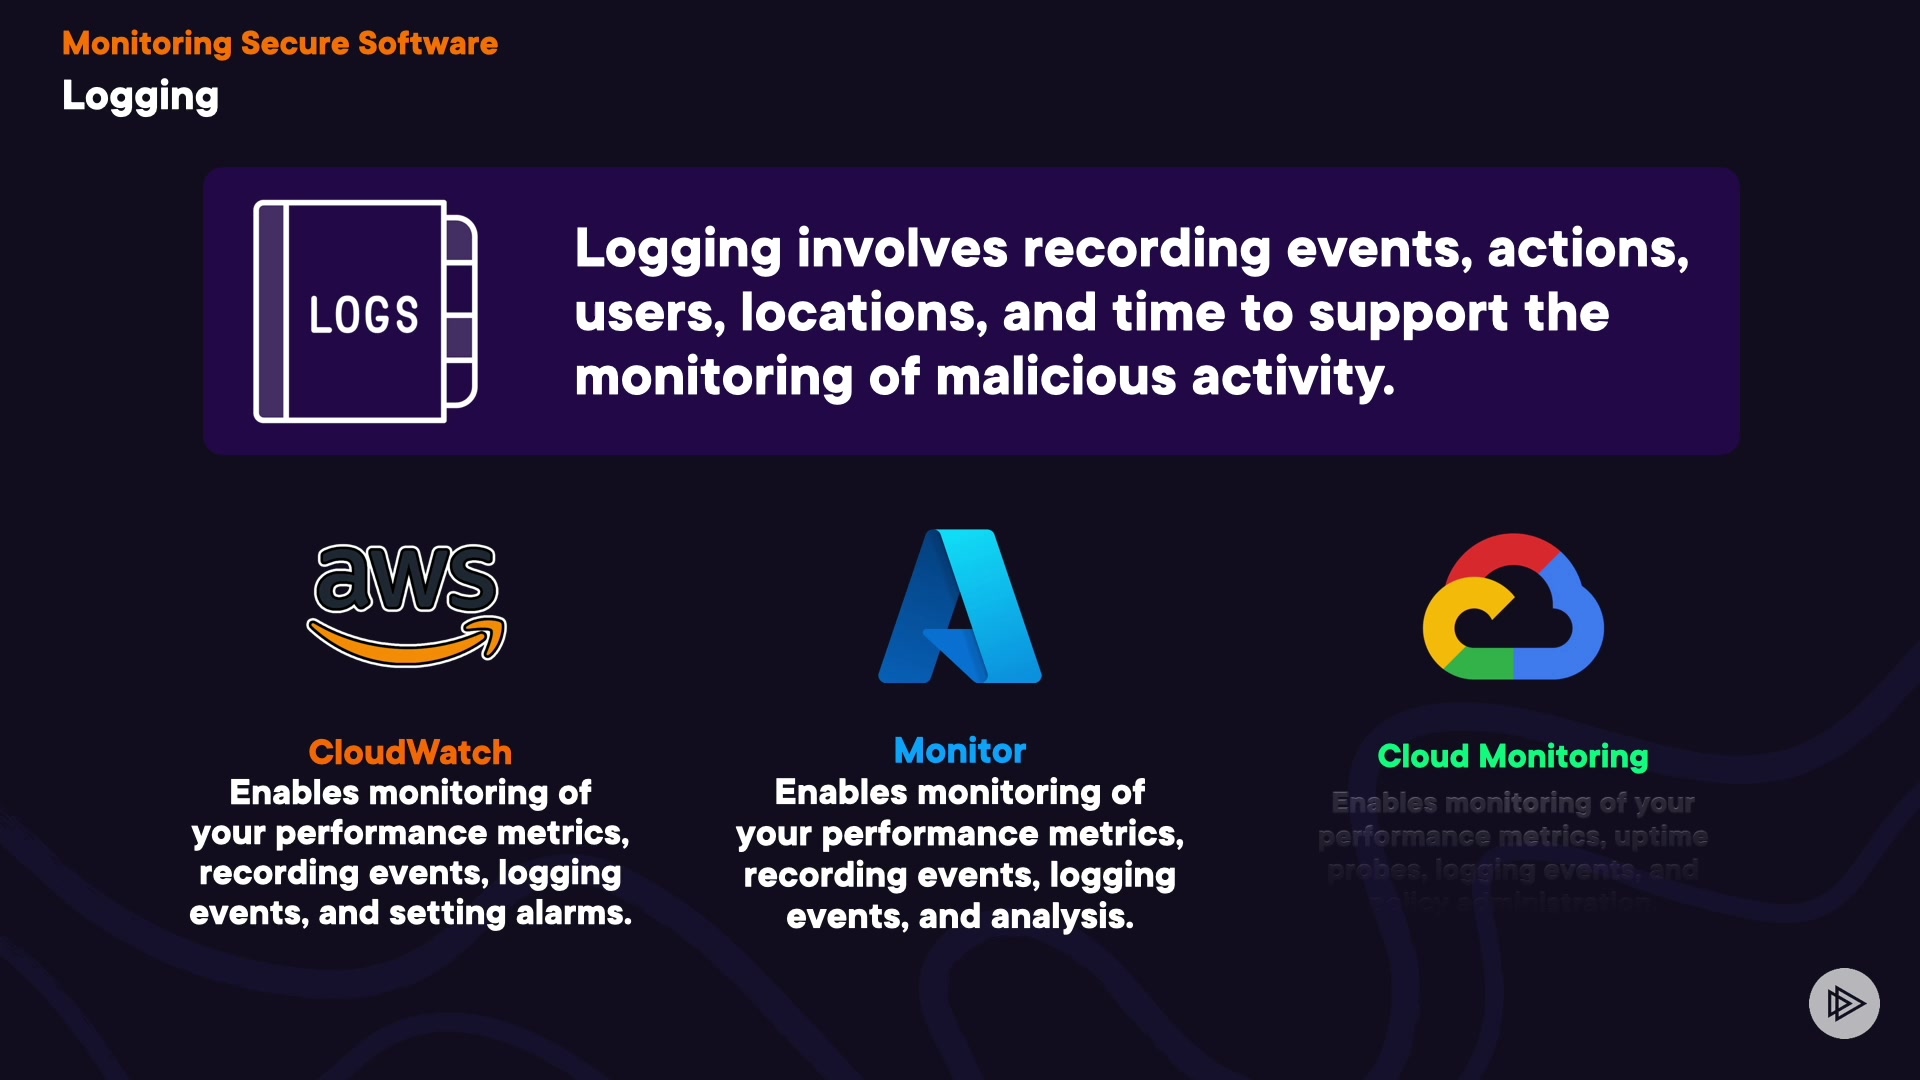 Monitoring Secure Software
Logging
LOGS
Logging involves recording events, actions,
users, locations, and time to support the
monitoring of malicious activity.
aws
CloudWatch
Enables monitoring of
your performance metrics,
recording events, logging
events, and setting alarms.
Monitor
Enables monitoring of
your performance metrics,
recording events, logging
events, and analysis.
Cloud Monitoring
Enables monitoring of your
performance metrics, uptime
probes, logging events, and
policy administration.